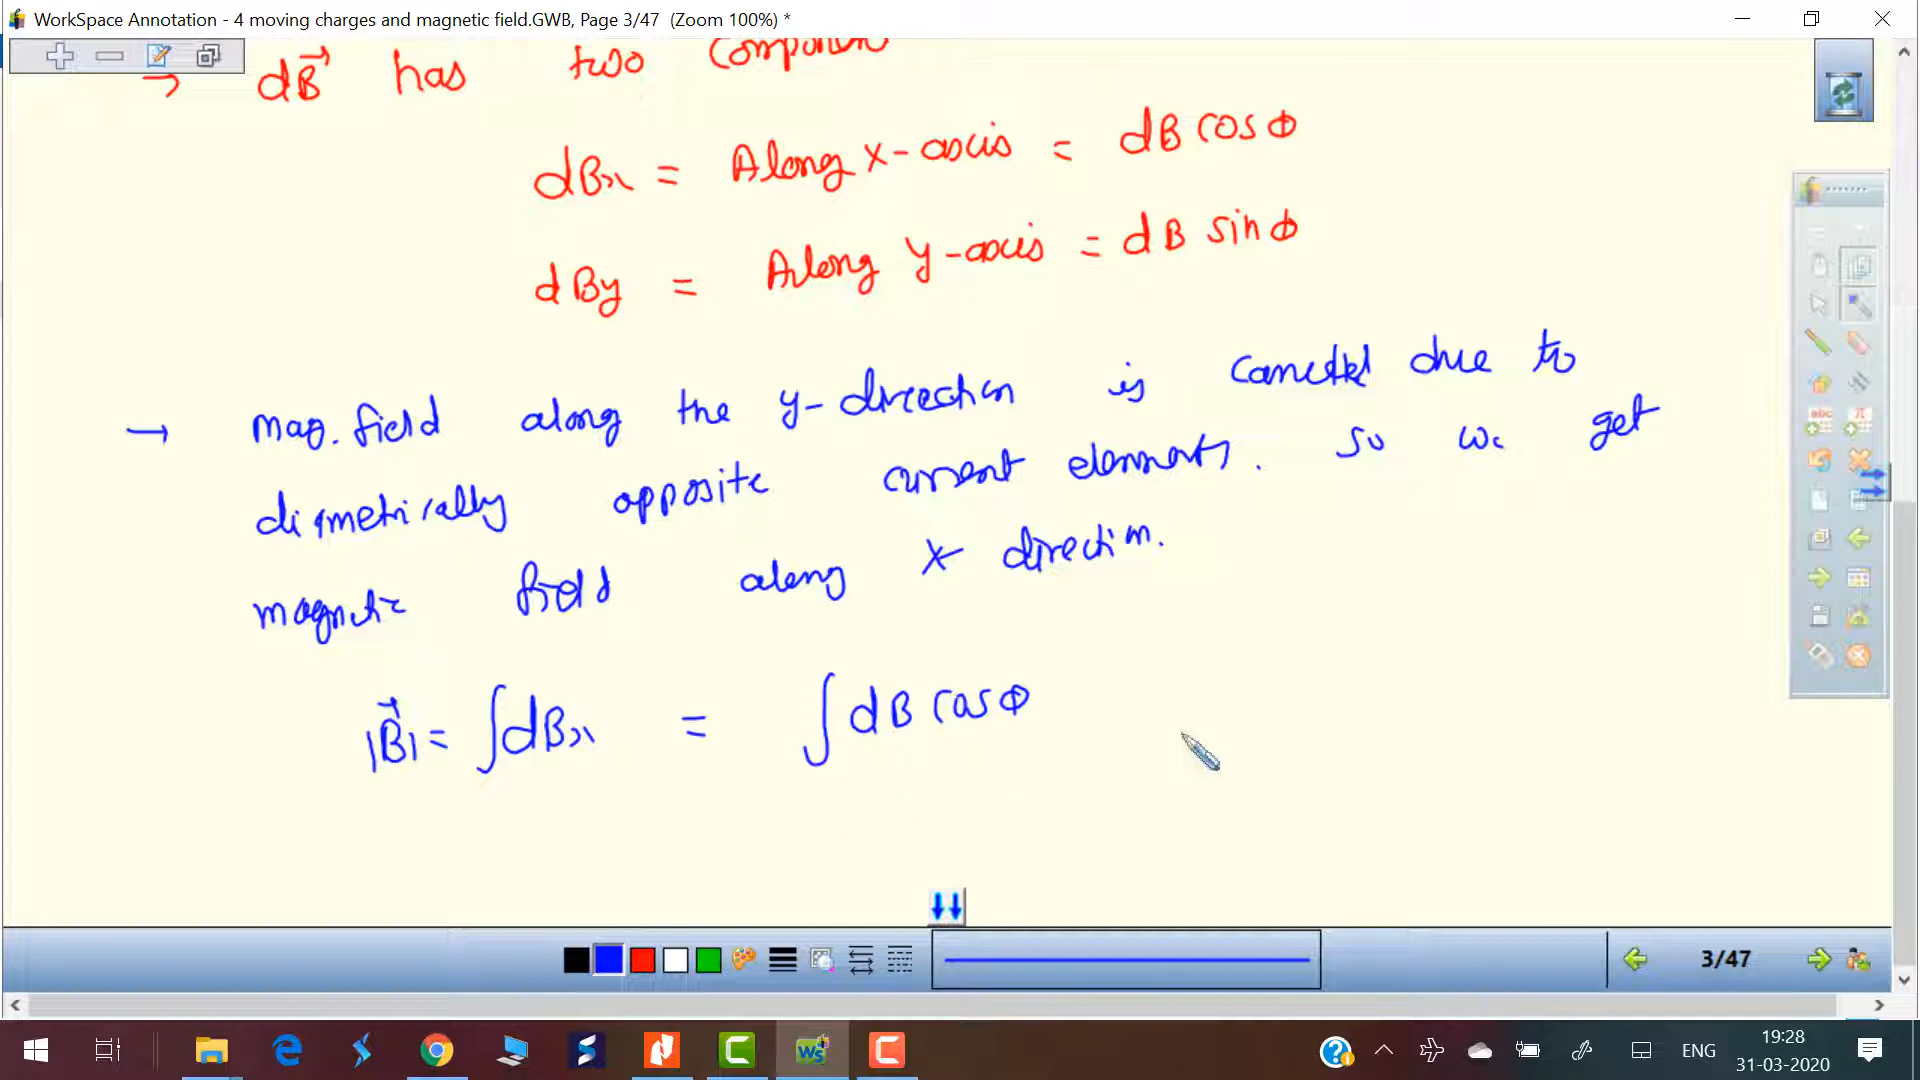 WorkSpace Annotation - 4 moving charges and magnetic field.GWB, Page 3/47 (Zoom 100%) *
→ dB⃗ has two component
dBx = Along x-axis = dB cos Φ
dBy = Along y-axis = dB sin Φ
→ mag. field along the y-direction is cancelled due to
diametrically opposite current elements. So we get
magnetic field along x direction.
|B⃗| = ∫dBx = ∫ dB cos Φ
abc
π
3/47
WS
ENG
19:28
31-03-2020